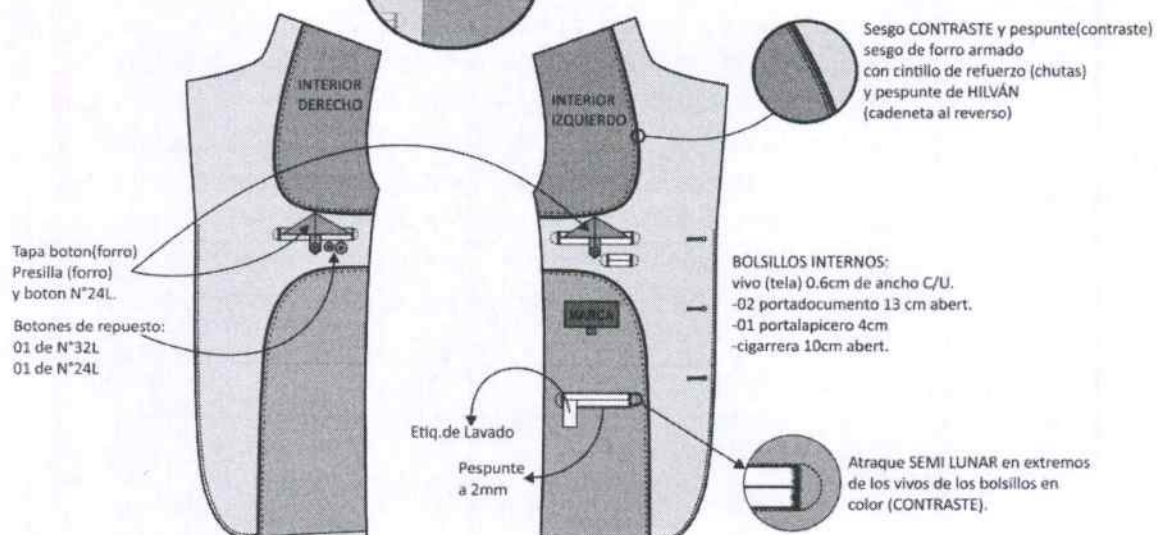 Sesgo CONTRASTE y pespunte(contraste)
sesgo de forro armado
con cintillo de refuerzo (chutas)
y pespunte de HILVÁN
(cadeneta al reverso)
INTERIOR
DERECHO
INTERIOR
IZQUIERDO
Tapa boton(forro)
Presilla (forro)
y boton N°24L.
Botones de repuesto:
01 de N°32L
01 de N°24L
BOLSILLOS INTERNOS:
vivo (tela) 0.6cm de ancho C/U.
-02 portadocumento 13 cm abert.
-01 portalapicero 4cm
-cigarrera 10cm abert.
MARCA
Etiq.de Lavado
Pespunte
a 2mm
Atraque SEMI LUNAR en extremos
de los vivos de los bolsillos en
color (CONTRASTE).